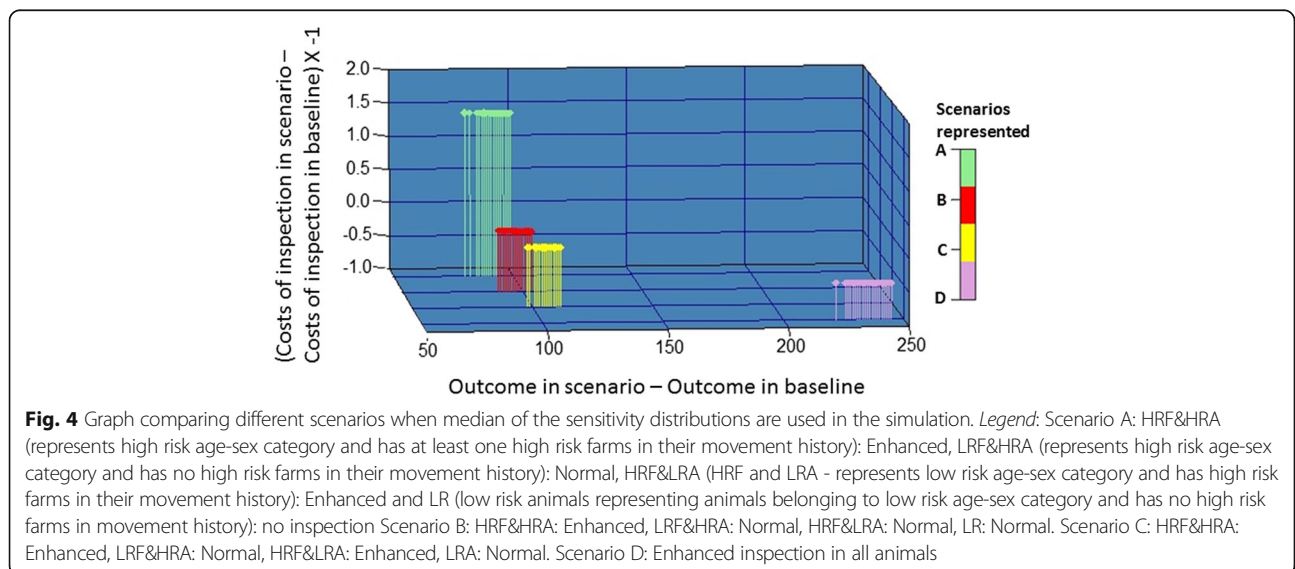 (Costs of inspection in scenario –
Costs of inspection in baseline) X -1
2.0
1.5
1.0
0.5
0.0
-0.5
-1.0
50
100
150
200
250
Outcome in scenario – Outcome in baseline
Scenarios
represented
A
B
C
D
Fig. 4 Graph comparing different scenarios when median of the sensitivity distributions are used in the simulation. Legend: Scenario A: HRF&HRA
(represents high risk age-sex category and has at least one high risk farms in their movement history): Enhanced, LRF&HRA (represents high risk age-sex
category and has no high risk farms in their movement history): Normal, HRF&LRA (HRF and LRA - represents low risk age-sex category and has high risk
farms in their movement history): Enhanced and LR (low risk animals representing animals belonging to low risk age-sex category and has no high risk
farms in movement history): no inspection Scenario B: HRF&HRA: Enhanced, LRF&HRA: Normal, HRF&LRA: Normal, LR: Normal. Scenario C: HRF&HRA:
Enhanced, LRF&HRA: Normal, HRF&LRA: Enhanced, LRA: Normal. Scenario D: Enhanced inspection in all animals